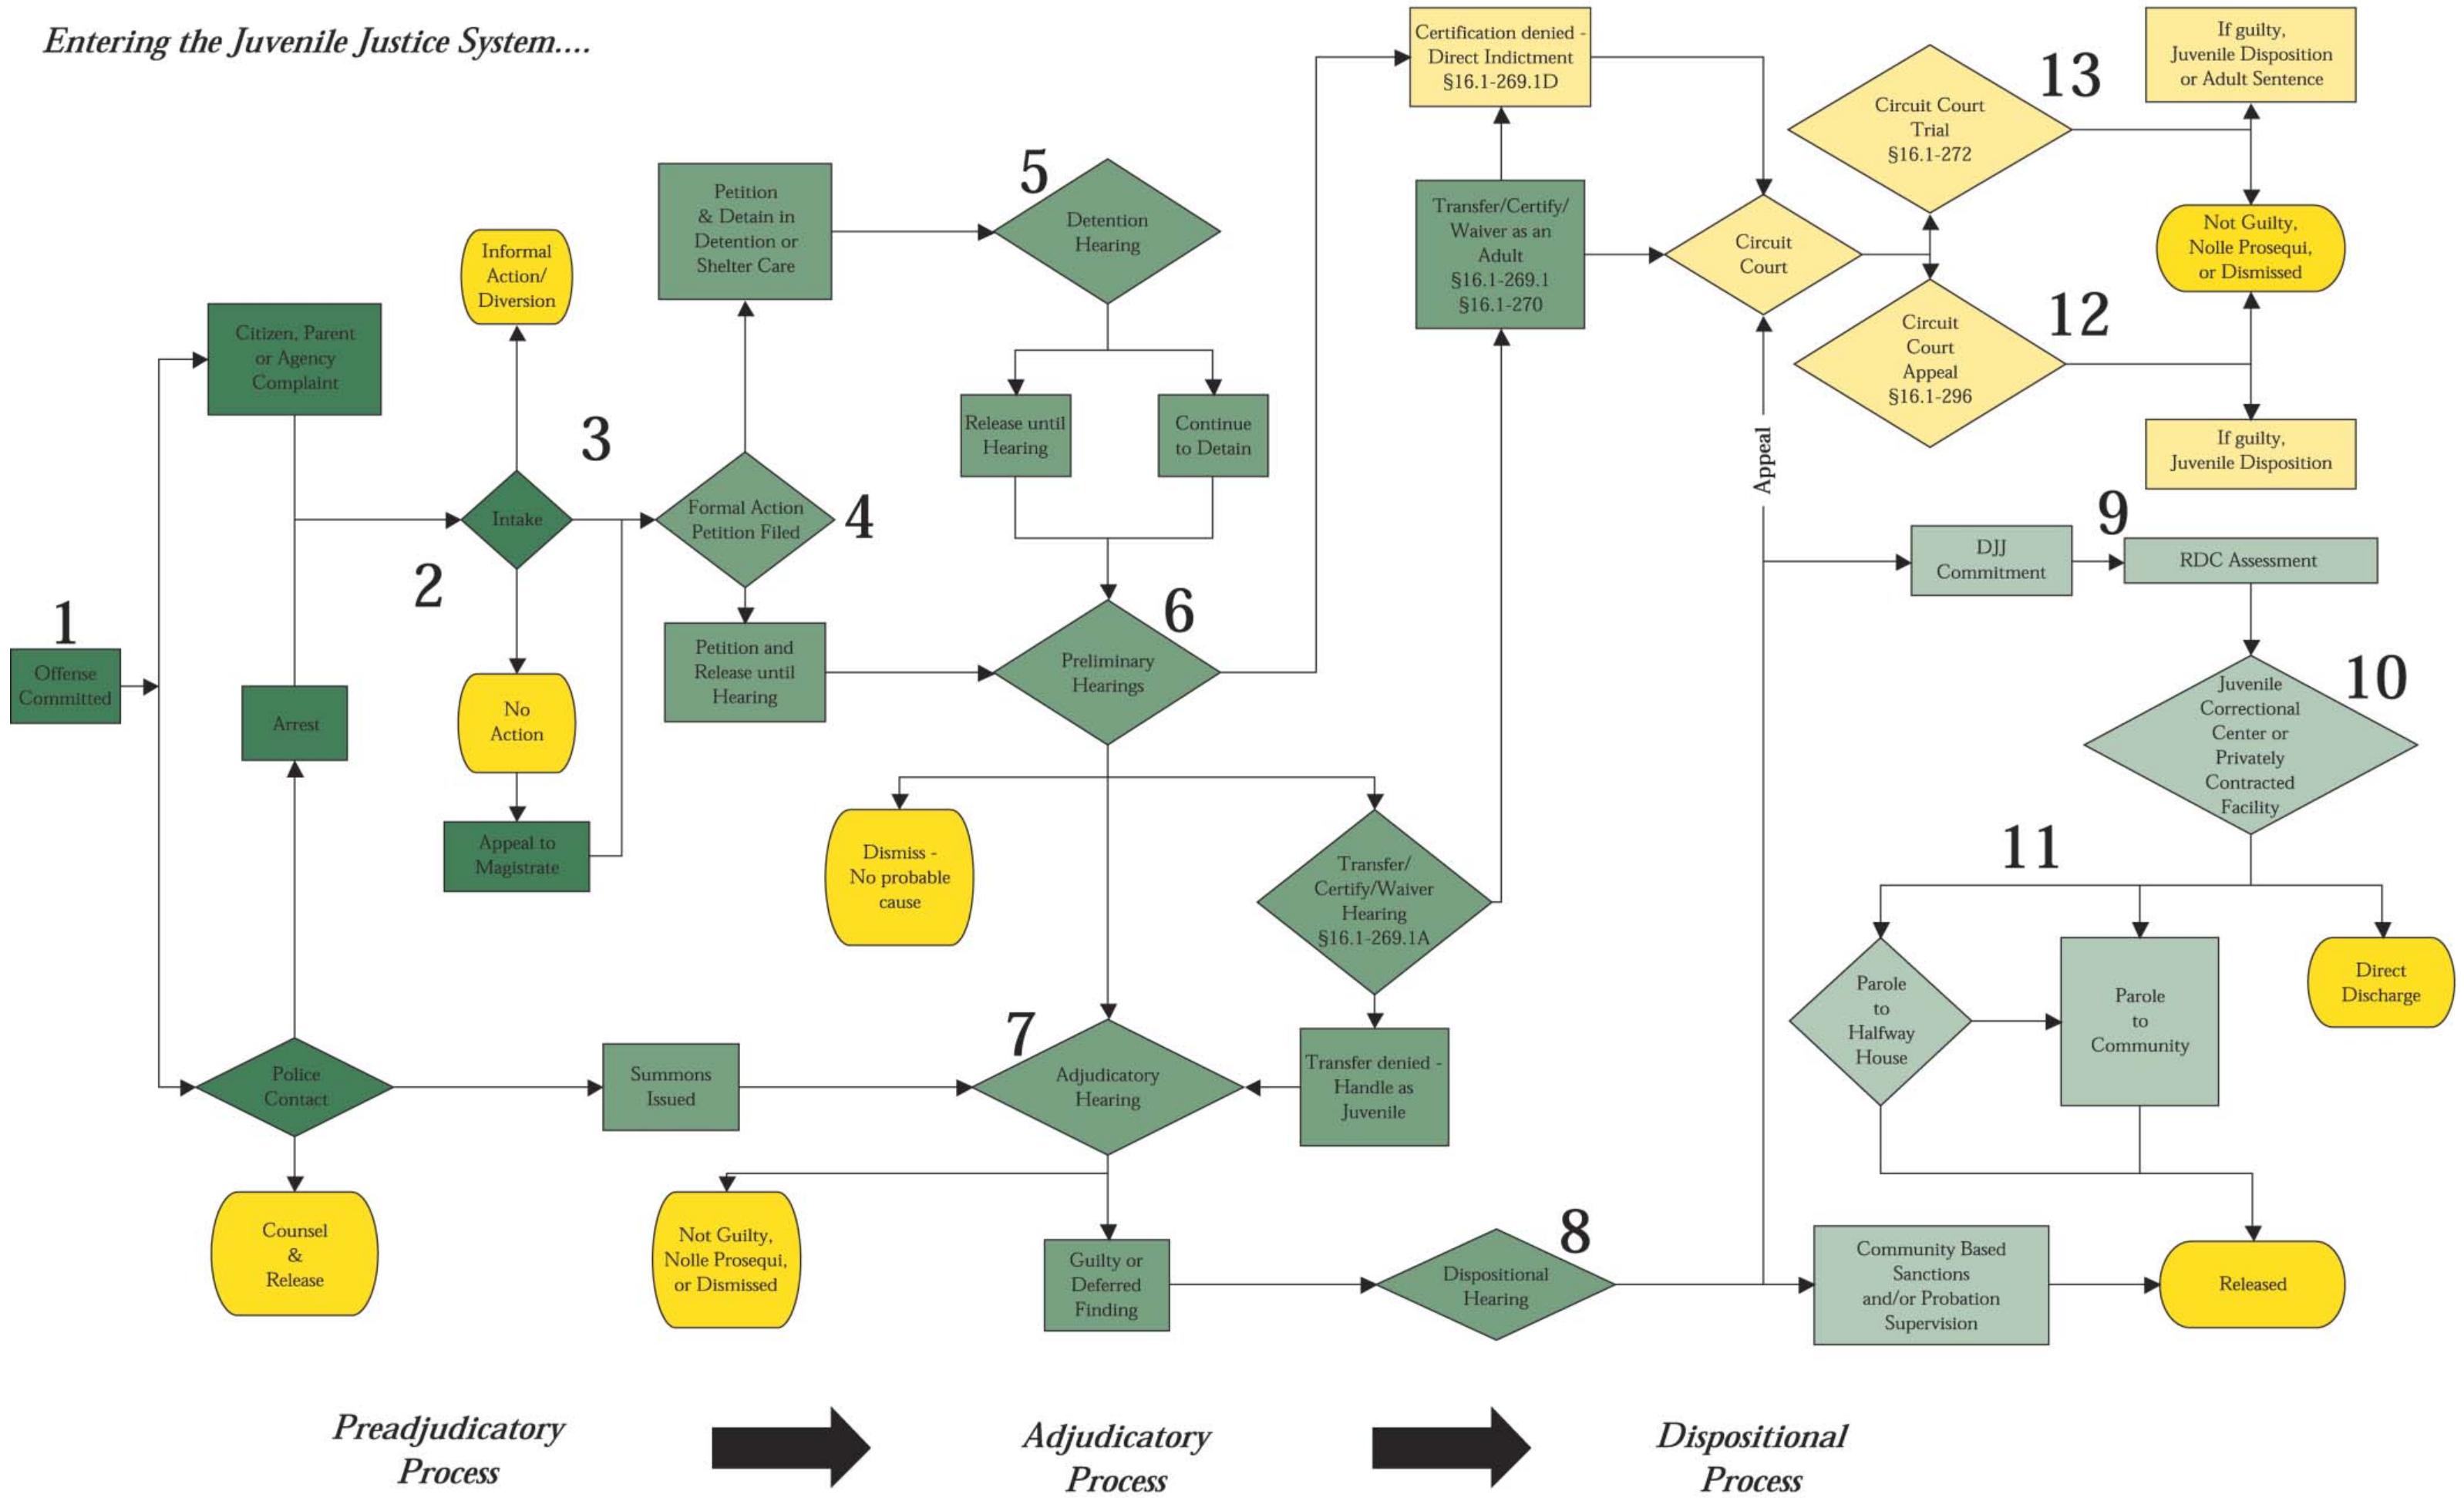 Entering the Juvenile Justice System....
1
Offense
Committed
Citizen, Parent
or Agency
Complaint
Arrest
Police
Contact
Counsel
&
Release
2
Intake
Informal
Action/
Diversion
No
Action
Appeal to
Magistrate
3
Formal Action
Petition Filed
4
Petition
& Detain in
Detention or
Shelter Care
Petition and
Release until
Hearing
Summons
Issued
5
Detention
Hearing
Release until
Hearing
Continue
to Detain
6
Preliminary
Hearings
Dismiss -
No probable
cause
Transfer/
Certify/Waiver
Hearing
§16.1-269.1A
Transfer denied -
Handle as
Juvenile
7
Adjudicatory
Hearing
Not Guilty,
Nolle Prosequi,
or Dismissed
Guilty or
Deferred
Finding
8
Dispositional
Hearing
Certification denied -
Direct Indictment
§16.1-269.1D
Transfer/Certify/
Waiver as an
Adult
§16.1-269.1
§16.1-270
Circuit
Court
Appeal
13
Circuit Court
Trial
§16.1-272
If guilty,
Juvenile Disposition
or Adult Sentence
Not Guilty,
Nolle Prosequi,
or Dismissed
12
Circuit
Court
Appeal
§16.1-296
If guilty,
Juvenile Disposition
9
DJJ
Commitment
RDC Assessment
10
Juvenile
Correctional
Center or
Privately
Contracted
Facility
11
Parole
to
Halfway
House
Parole
to
Community
Direct
Discharge
Community Based
Sanctions
and/or Probation
Supervision
Released
Preadjudicatory
Process
Adjudicatory
Process
Dispositional
Process